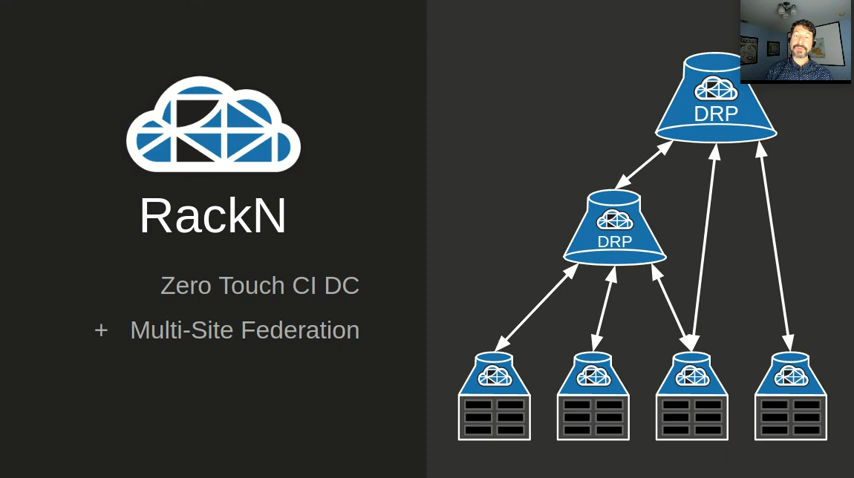 RackN
Zero Touch CI DC
+ Multi-Site Federation
DRP
DRP